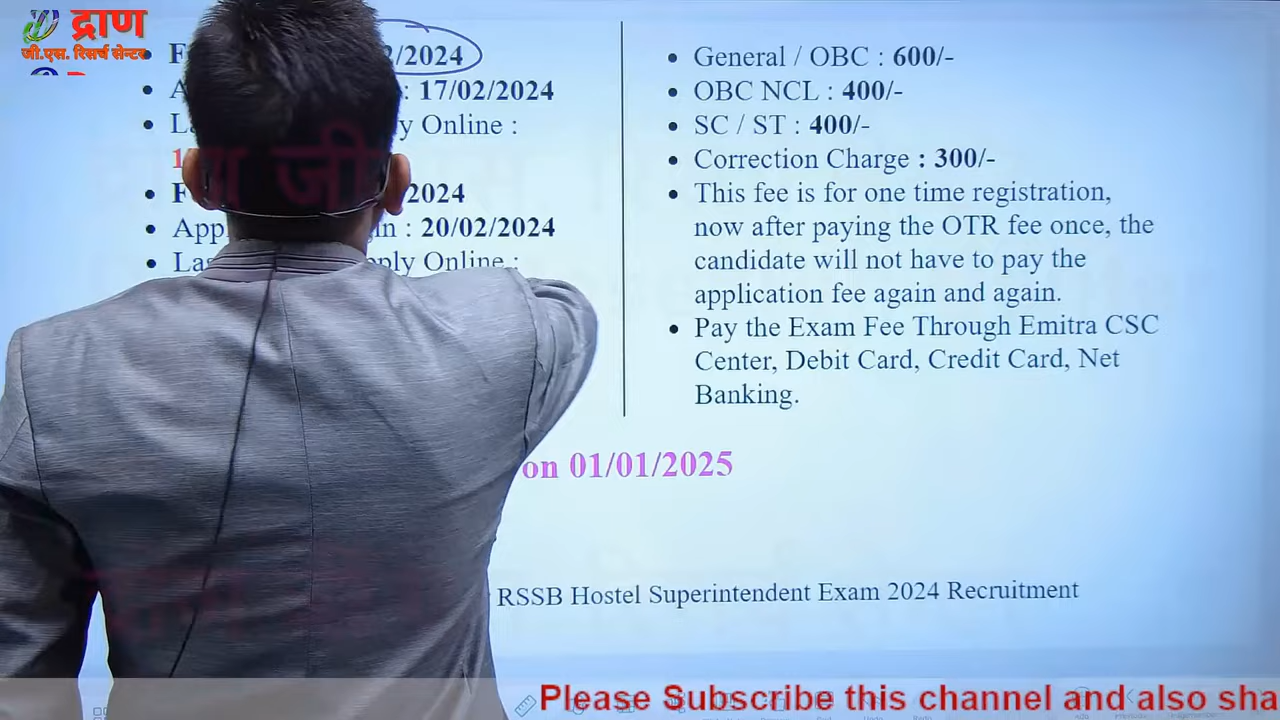 द्राण
जी.एस. रिसर्च सेन्टर
2/2024
: 17/02/2024
y Online :
2024
App in : 20/02/2024
pply Online :
General / OBC : 600/-
OBC NCL : 400/-
SC / ST : 400/-
Correction Charge : 300/-
This fee is for one time registration,
now after paying the OTR fee once, the
candidate will not have to pay the
application fee again and again.
Pay the Exam Fee Through Emitra CSC
Center, Debit Card, Credit Card, Net
Banking.
on 01/01/2025
RSSB Hostel Superintendent Exam 2024 Recruitment
Please Subscribe this channel and also sha